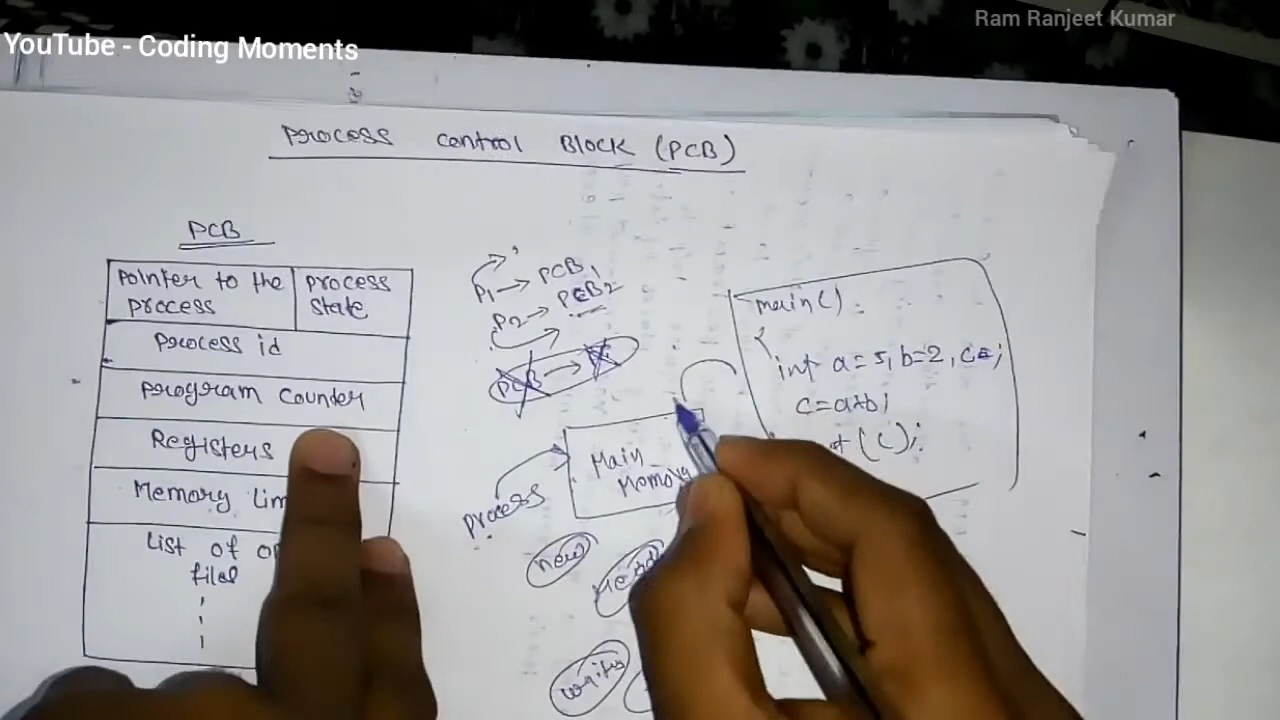 Ram Ranjeet Kumar
YouTube - Coding Moments
Process Control Block (PCB)
PCB
Pointer to the
process
process
state
Process id
Program Counter
Registers
Memory Lim
List of o
files
P1 → PCB1
P2 → PCB2
PCB →
main()
{
int a=5, b=2, c;
c=a+b;
(c);
Main
Memory
process
new
waiting